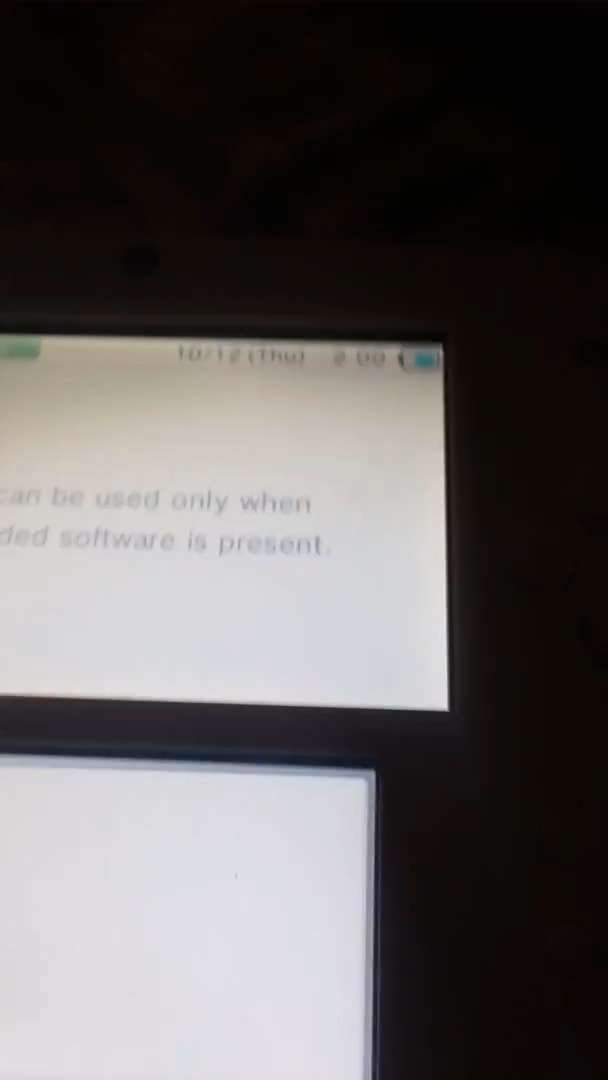 10/12 (Thu)
can be used only when
ded software is present.